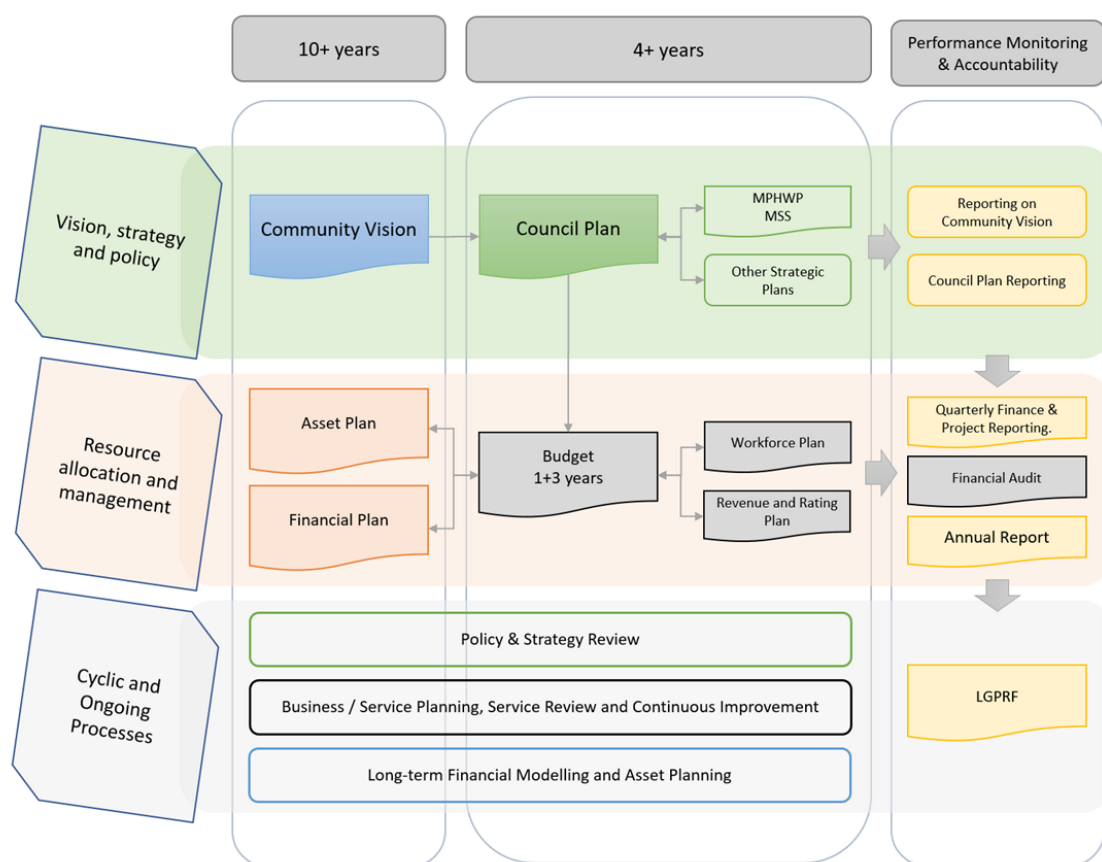 10+ years
4+ years
Performance Monitoring
& Accountability
Vision, strategy
and policy
Community Vision
Council Plan
MPHWP
MSS
Other Strategic
Plans
Reporting on
Community Vision
Council Plan Reporting
Resource
allocation and
management
Asset Plan
Financial Plan
Budget
1+3 years
Workforce Plan
Revenue and Rating
Plan
Quarterly Finance &
Project Reporting.
Financial Audit
Annual Report
Cyclic and
Ongoing
Processes
Policy & Strategy Review
Business / Service Planning, Service Review and Continuous Improvement
Long-term Financial Modelling and Asset Planning
LGPRF